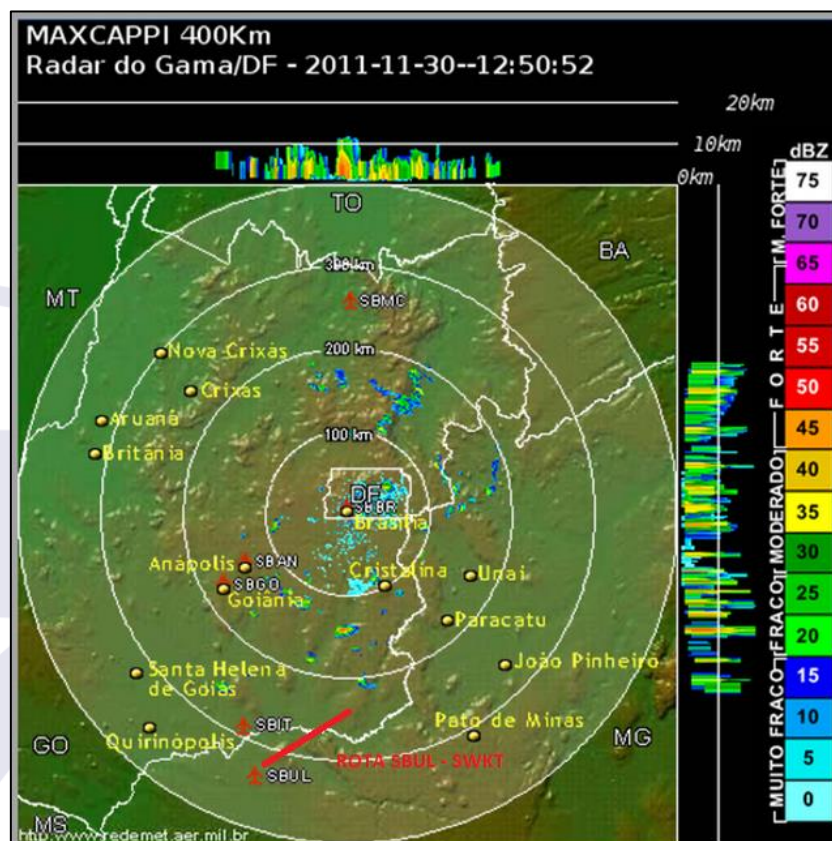 MAXCAPPI 400Km
Radar do Gama/DF - 2011-11-30--12:50:52
20km
10km
0km
dBZ
75
70
65
60
55
50
45
40
35
30
25
20
15
10
5
0
M. FORTE
FORTE
MODERADO
FRACO
MUITO FRACO
TO
BA
MT
300 km
SBMC
Nova Crixás
200 km
Crixás
Aruanã
100 km
Britânia
DF
SBBR
Brasília
Anápolis
SBAN
SBGO
Goiânia
Cristalina
Unaí
Paracatu
João Pinheiro
Santa Helena
de Goiás
SBIT
Quirinópolis
Pato de Minas
GO
MG
ROTA SBUL - SWKT
SBUL
MS
http://www.redemet.aer.mil.br